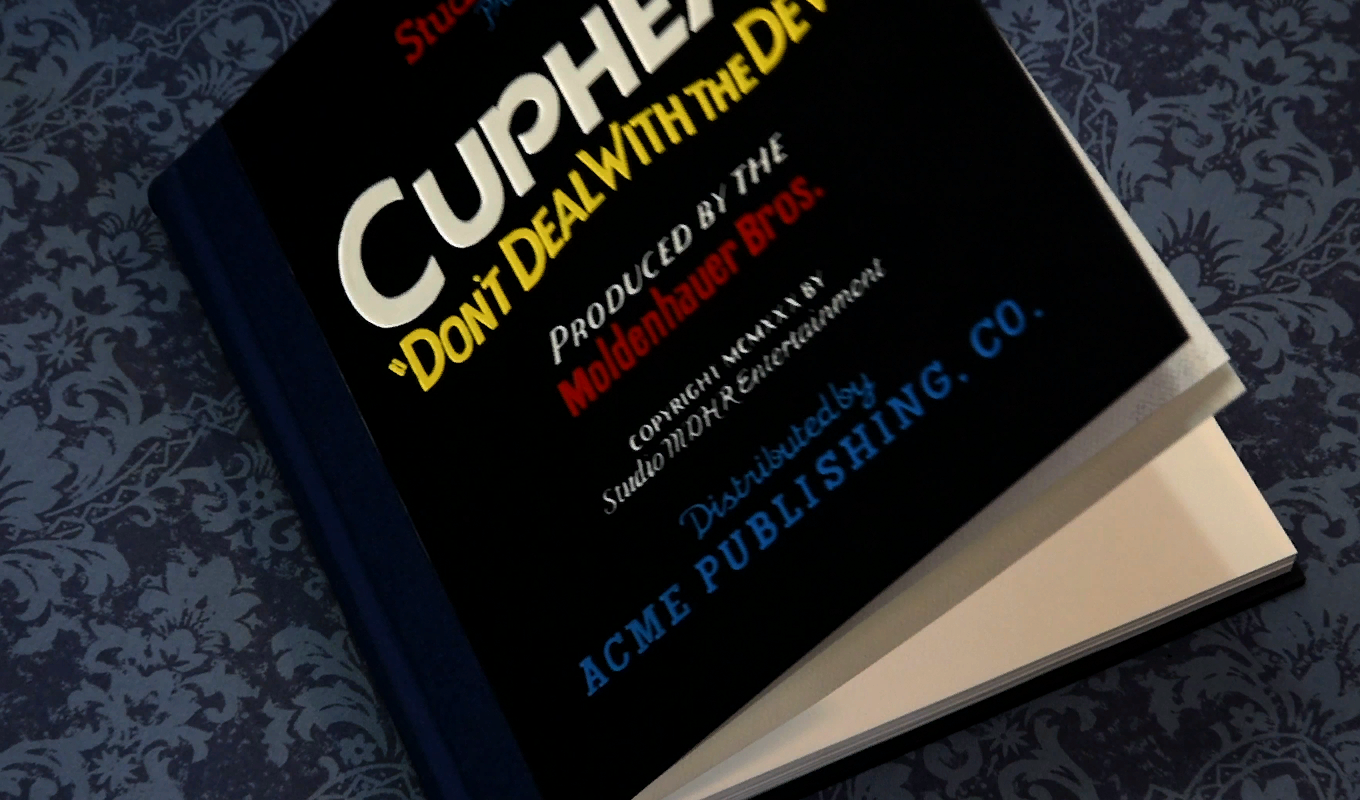 Stud
CUPHEA
“DON'T DEAL WITH THE DEV
PRODUCED BY THE
Moldenhauer Bros.
COPYRIGHT MCMXXX BY
Studio MDHR Entertainment
Distributed by
ACME PUBLISHING. CO.